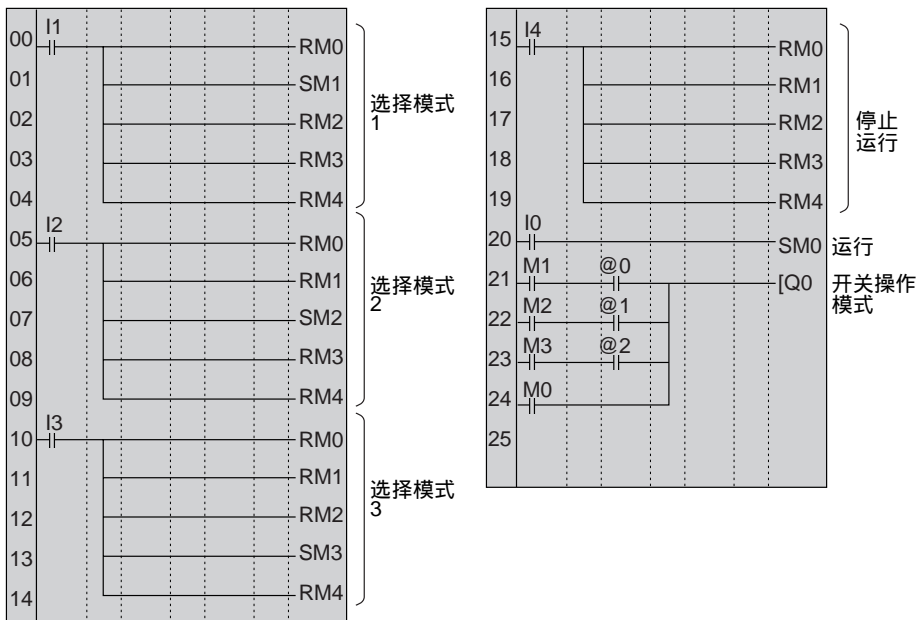 I1
00 RM0
01 SM1
02 RM2
03 RM3
04 RM4
选择模式
1
I2
05 RM0
06 RM1
07 SM2
08 RM3
09 RM4
选择模式
2
I3
10 RM0
11 RM1
12 RM2
13 SM3
14 RM4
选择模式
3
I4
15 RM0
16 RM1
17 RM2
18 RM3
19 RM4
停止
运行
I0
20 SM0 运行
M1 @0
21 [Q0 开关操作
模式
M2 @1
22
M3 @2
23
M0
24
25